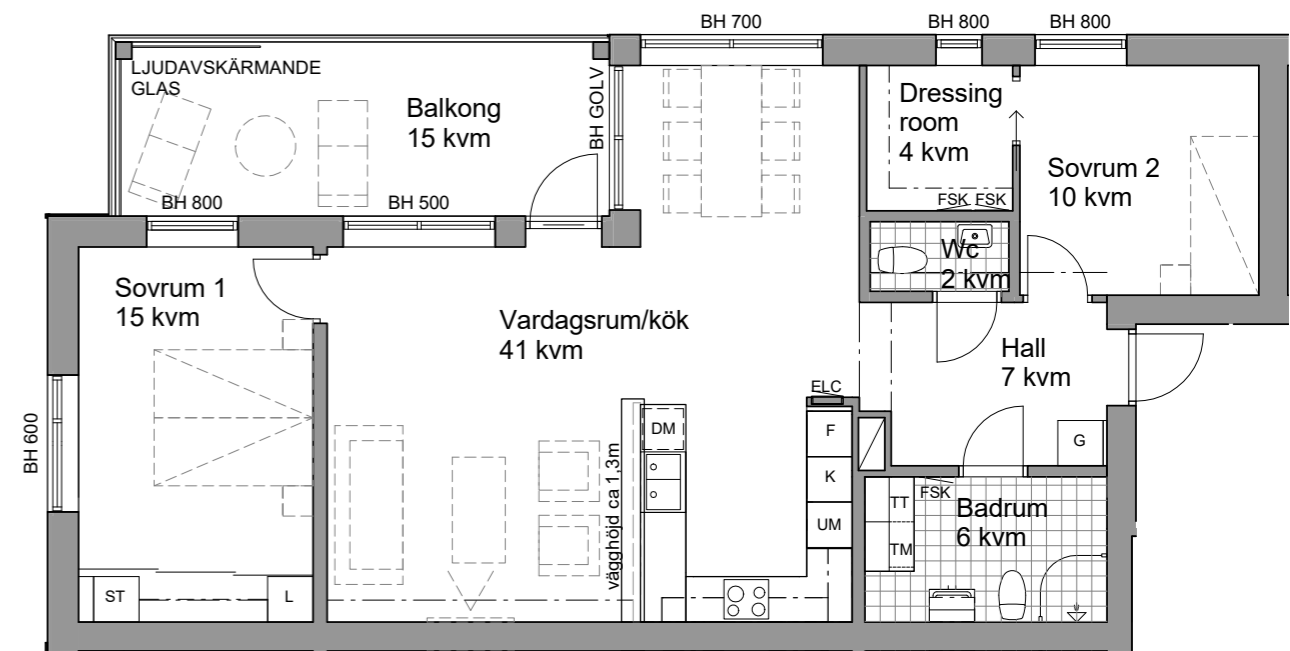 BH 700
BH 800
BH 800
LJUDAVSKÄRMANDE
GLAS
Balkong
15 kvm
BH GOLV
Dressing
room
4 kvm
FSK
FSK
Sovrum 2
10 kvm
BH 800
BH 500
Wc
2 kvm
Sovrum 1
15 kvm
Vardagsrum/kök
41 kvm
Hall
7 kvm
BH 600
ELC
DM
F
K
UM
G
vägghöjd ca 1,3m
FSK
TT
TM
Badrum
6 kvm
ST
L